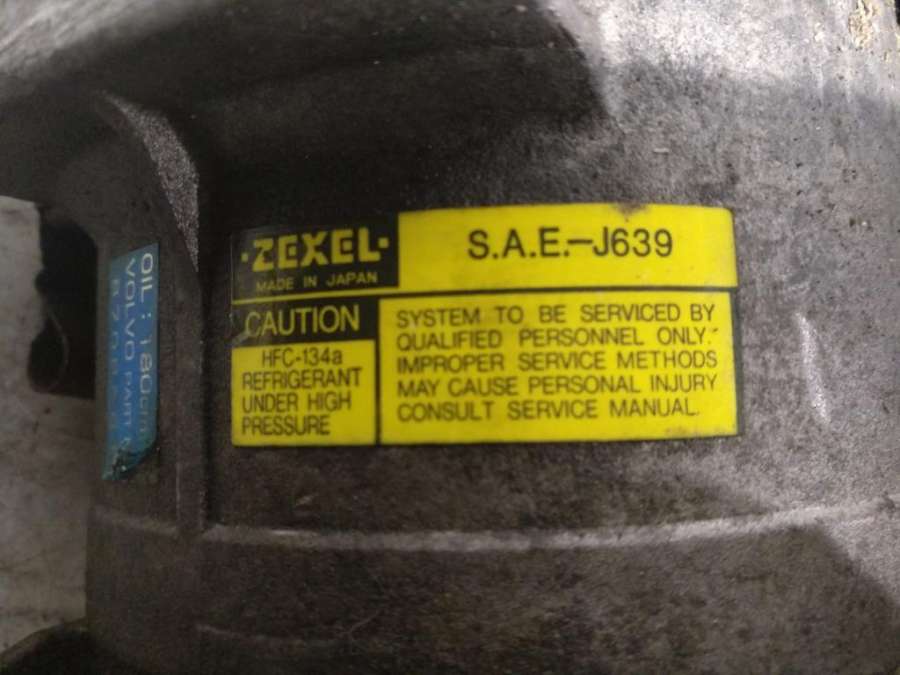 ·ZEXEL·
MADE IN JAPAN
S.A.E.-J639
CAUTION
HFC-134a
REFRIGERANT
UNDER HIGH
PRESSURE
SYSTEM TO BE SERVICED BY
QUALIFIED PERSONNEL ONLY.
IMPROPER SERVICE METHODS
MAY CAUSE PERSONAL INJURY
CONSULT SERVICE MANUAL.
OIL : 180cm
VOLVO PART